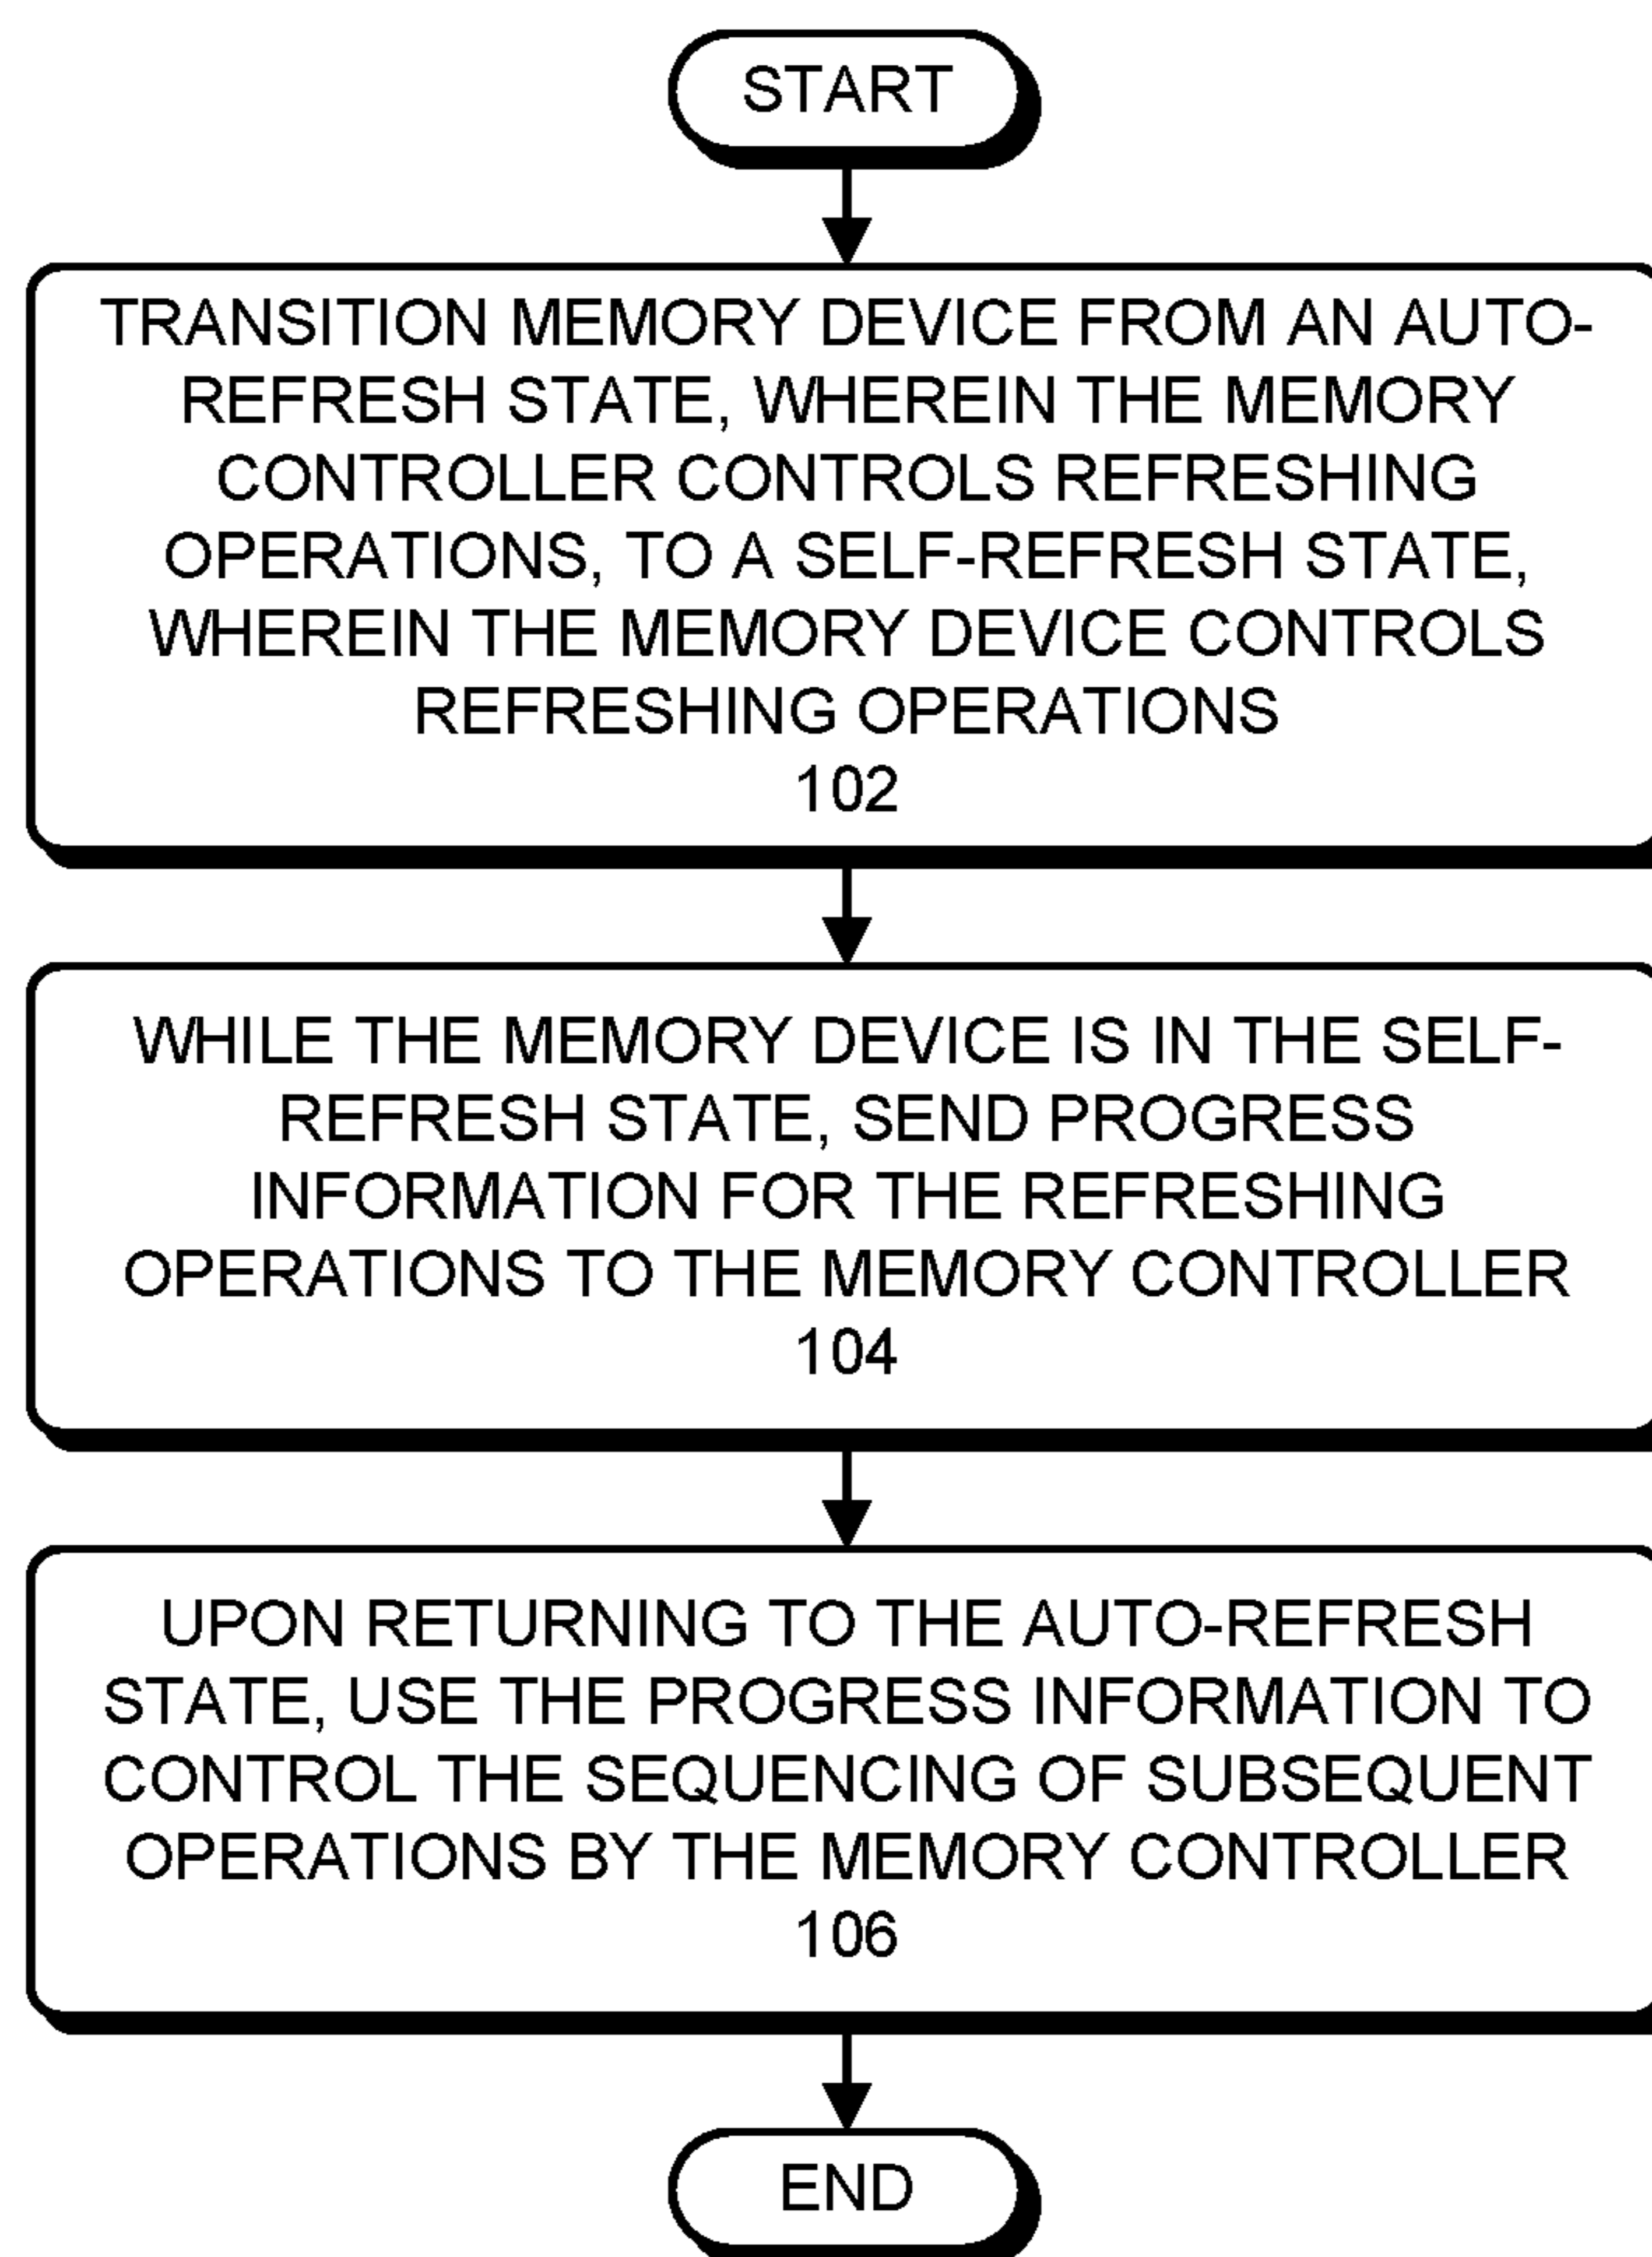 START
TRANSITION MEMORY DEVICE FROM AN AUTO-
REFRESH STATE, WHEREIN THE MEMORY
CONTROLLER CONTROLS REFRESHING
OPERATIONS, TO A SELF-REFRESH STATE,
WHEREIN THE MEMORY DEVICE CONTROLS
REFRESHING OPERATIONS
102
WHILE THE MEMORY DEVICE IS IN THE SELF-
REFRESH STATE, SEND PROGRESS
INFORMATION FOR THE REFRESHING
OPERATIONS TO THE MEMORY CONTROLLER
104
UPON RETURNING TO THE AUTO-REFRESH
STATE, USE THE PROGRESS INFORMATION TO
CONTROL THE SEQUENCING OF SUBSEQUENT
OPERATIONS BY THE MEMORY CONTROLLER
106
END